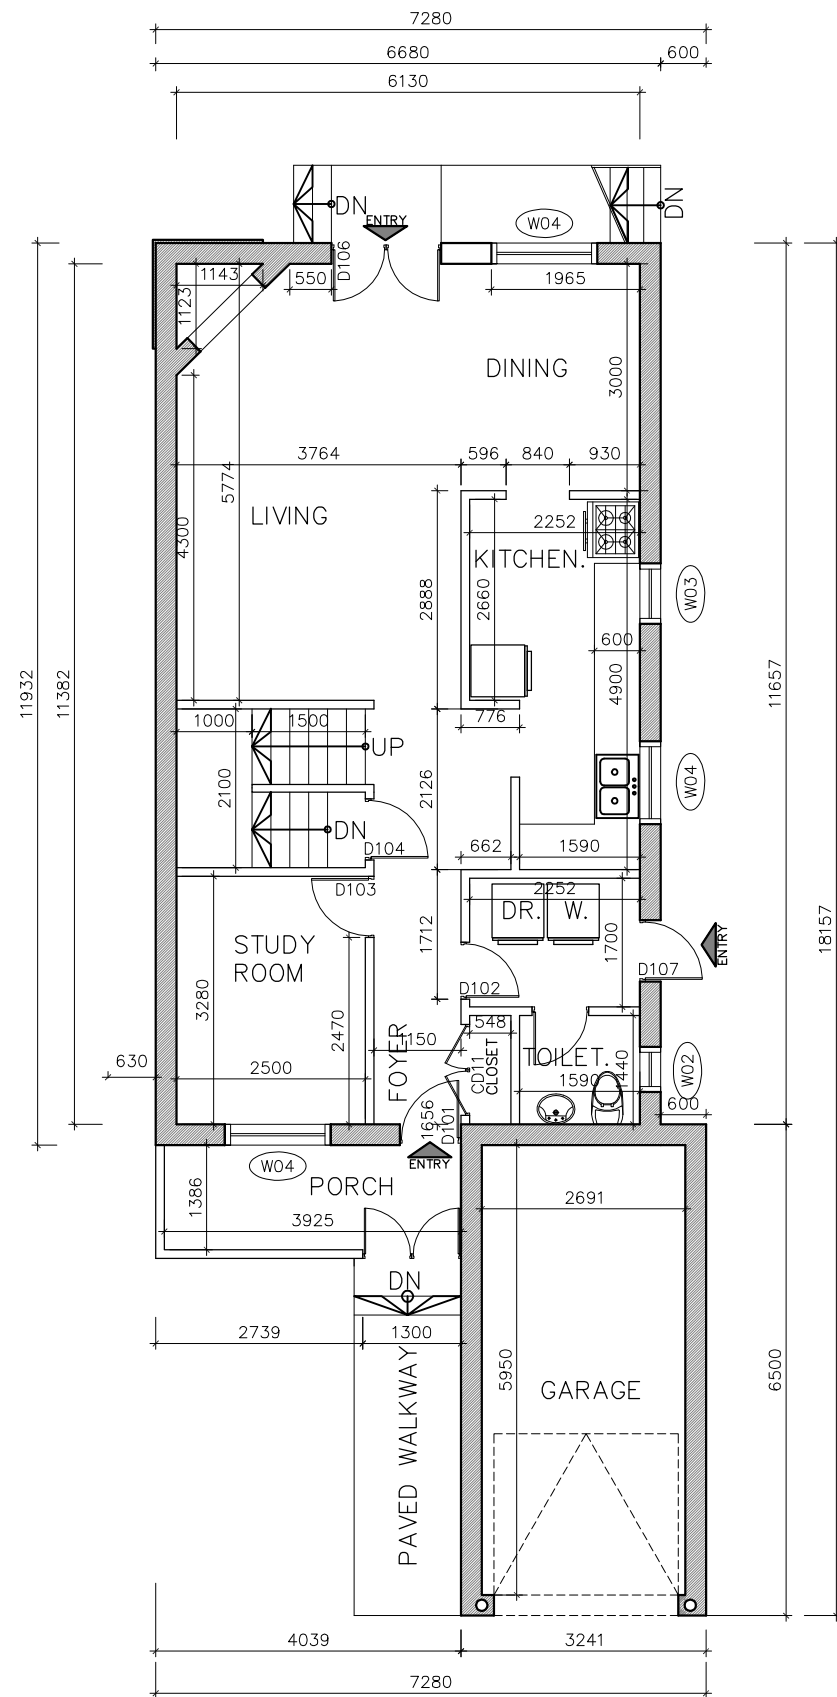 7280
6680
600
6130
DN
ENTRY
W04
DN
D106
1143
550
1965
1123
DINING
3000
3764
596
840
930
5774
LIVING
4300
2252
KITCHEN.
2888
2660
W03
600
4900
11932
11382
11657
1000
1500
776
UP
W04
2100
2126
DN
D104
662
1590
D103
2252
DR.
W.
1712
1700
ENTRY
18157
STUDY
ROOM
D107
D102
3280
2470
548
FOYER
1150
CD11
CLOSET
TOILET.
1440
630
2500
1590
W02
600
1656
D101
ENTRY
W04
PORCH
1386
3925
2691
DN
2739
1300
5950
6500
GARAGE
PAVED WALKWAY
4039
3241
7280